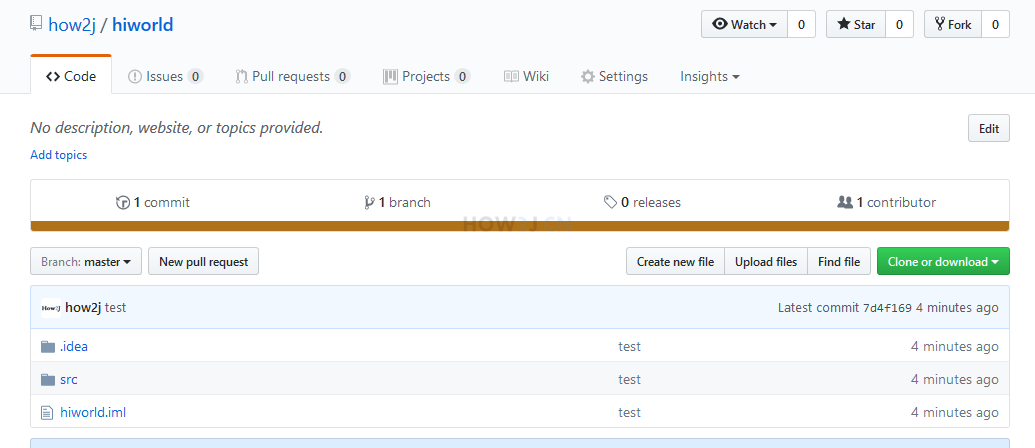 how2j / hiworld Watch 0 Star 0 Fork 0
Code Issues 0 Pull requests 0 Projects 0 Wiki Settings Insights
No description, website, or topics provided. Edit
Add topics
1 commit 1 branch 0 releases 1 contributor
HOW2J.CN
Branch: master New pull request Create new file Upload files Find file Clone or download
How2J how2j test Latest commit 7d4f169 4 minutes ago
.idea test 4 minutes ago
src test 4 minutes ago
hiworld.iml test 4 minutes ago